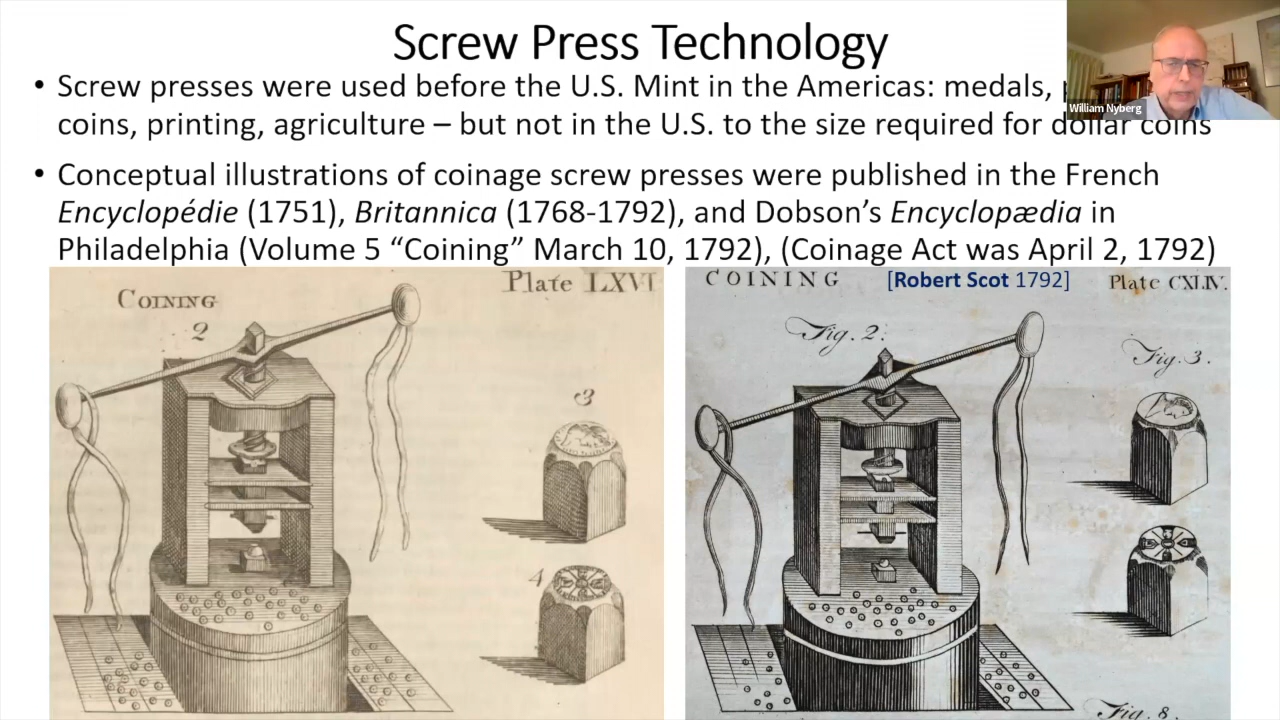 Screw Press Technology
• Screw presses were used before the U.S. Mint in the Americas: medals,
coins, printing, agriculture – but not in the U.S. to the size required for dollar coins
William Nyberg
• Conceptual illustrations of coinage screw presses were published in the French
Encyclopédie (1751), Britannica (1768-1792), and Dobson’s Encyclopædia in
Philadelphia (Volume 5 “Coining” March 10, 1792), (Coinage Act was April 2, 1792)
COINING
Plate LXVI
2
3
4
COINING
[Robert Scot 1792]
Plate CXLIV.
Fig. 2.
Fig. 3.
Fig. 8.